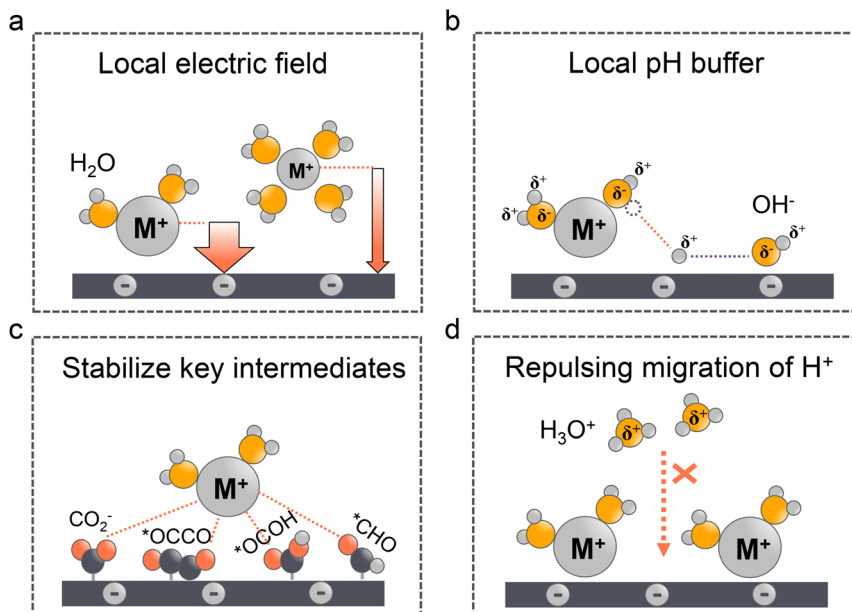 a
Local electric field
H₂O
M⁺
M⁺
- - -
b
Local pH buffer
δ⁺ δ⁺
δ⁺ δ⁻ δ⁻ OH⁻
M⁺ δ⁺ δ⁻ δ⁺
- - -
c
Stabilize key intermediates
M⁺
CO₂⁻ *OCCO *OCOH *CHO
- - -
d
Repulsing migration of H⁺
H₃O⁺ δ⁺ δ⁺
M⁺ M⁺
- - -